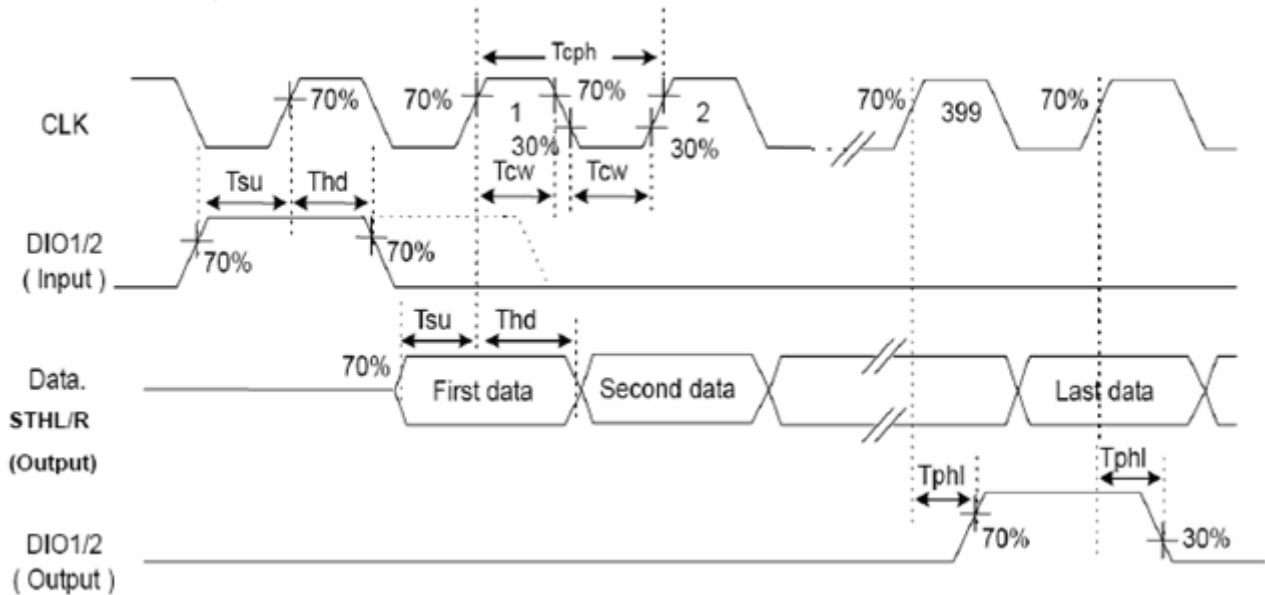 Tcph
70%
70%
1
70%
2
70%
399
70%
CLK
30%
30%
Tsu
Thd
Tcw
Tcw
DIO1/2
( Input )
70%
70%
Tsu
Thd
70%
Data.
First data
Second data
Last data
STHL/R
(Output)
Tphl
Tphl
DIO1/2
( Output )
70%
30%